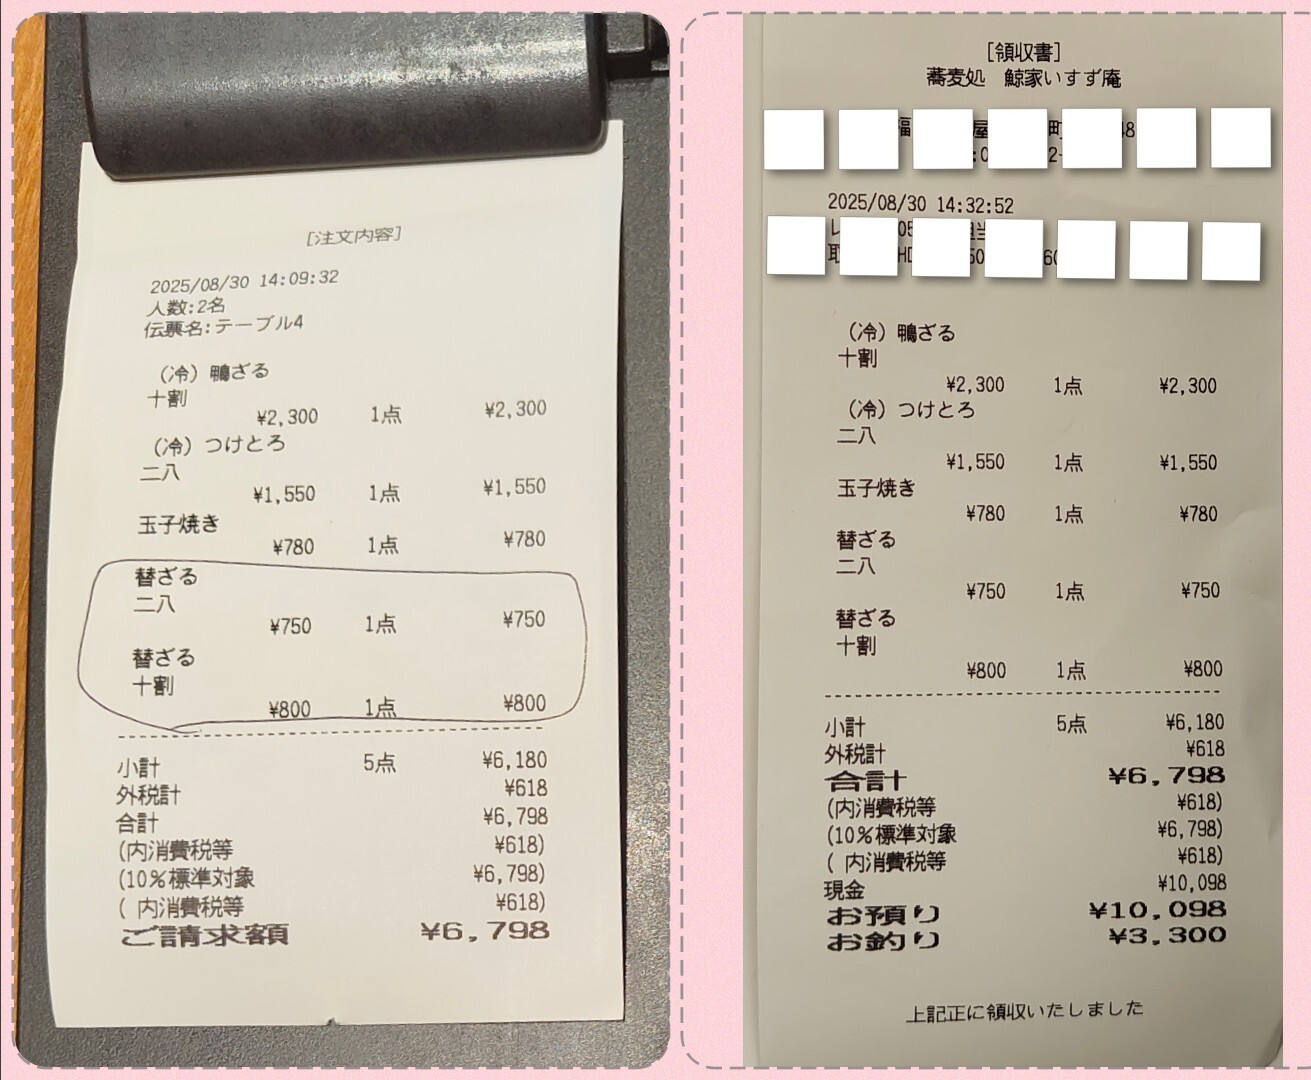 [注文内容]
2025/08/30 14:09:32
人数:2名
伝票名:テーブル4
(冷)鴨ざる
十割
¥2,300 1点 ¥2,300
(冷)つけとろ
二八
¥1,550 1点 ¥1,550
玉子焼き
¥780 1点 ¥780
替ざる
二八
¥750 1点 ¥750
替ざる
十割
¥800 1点 ¥800
小計 5点 ¥6,180
外税計 ¥618
合計 ¥6,798
(内消費税等 ¥618)
(10%標準対象 ¥6,798)
( 内消費税等 ¥618)
ご請求額 ¥6,798
[領収書]
蕎麦処 鯨家いすず庵
福 屋 町 48
2025/08/30 14:32:52
(冷)鴨ざる
十割
¥2,300 1点 ¥2,300
(冷)つけとろ
二八
¥1,550 1点 ¥1,550
玉子焼き
¥780 1点 ¥780
替ざる
二八
¥750 1点 ¥750
替ざる
十割
¥800 1点 ¥800
小計 5点 ¥6,180
外税計 ¥618
合計 ¥6,798
(内消費税等 ¥618)
(10%標準対象 ¥6,798)
( 内消費税等 ¥618)
現金 ¥10,098
お預り ¥10,098
お釣り ¥3,300
上記正に領収いたしました